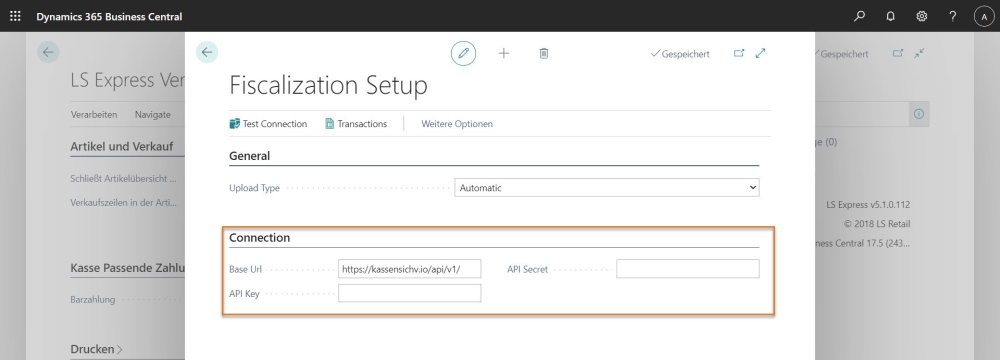 Dynamics 365 Business Central
A
Gespeichert
Gespeichert
LS Express Ver
Fiscalization Setup
Verarbeiten Navigate
Test Connection Transactions Weitere Optionen
Artikel und Verkauf
General
(0)
Schließt Artikelübersicht ...
Upload Type Automatic
Verkaufszeilen in der Arti...
LS Express v5.1.0.112
© 2018 LS Retail
Connection
ness Central 17.5 (243...
Kasse Passende Zahlu
Base Url https://kassensichv.io/api/v1/ API Secret
API Key
Barzahlung
Drucken